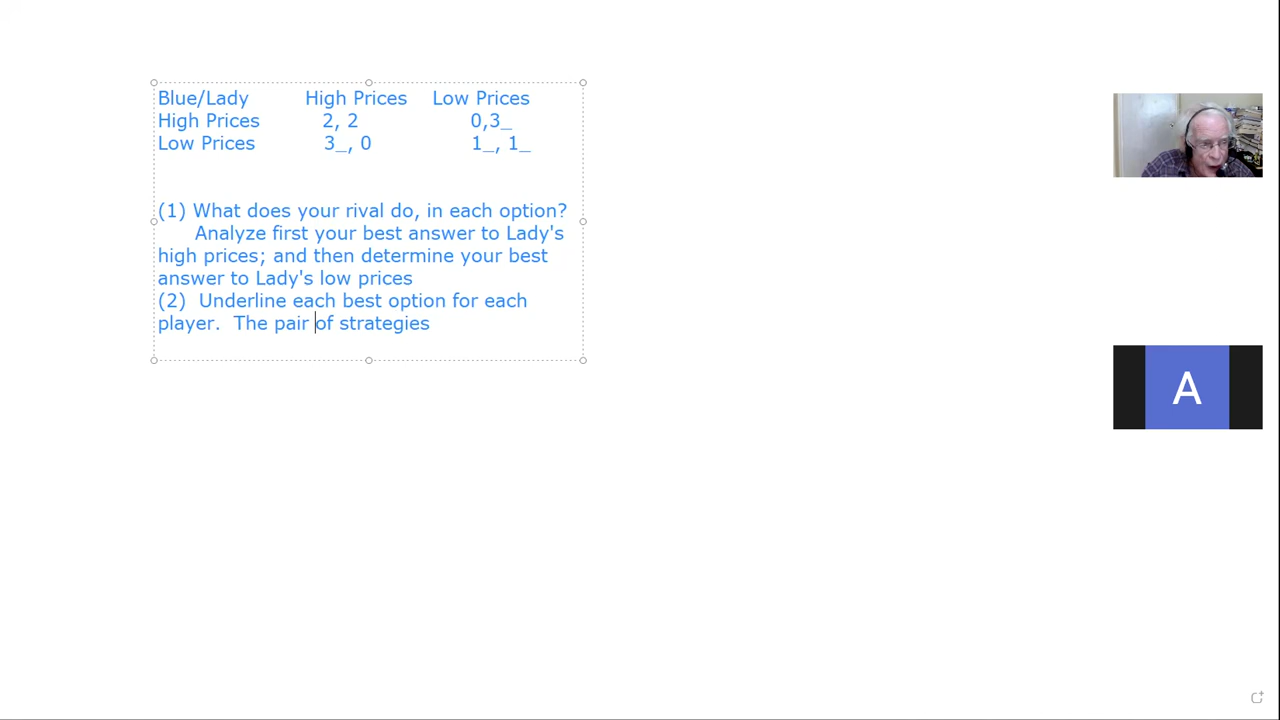 Blue/Lady High Prices Low Prices
High Prices 2, 2 0,3_
Low Prices 3_, 0 1_, 1_
(1) What does your rival do, in each option?
Analyze first your best answer to Lady's
high prices; and then determine your best
answer to Lady's low prices
(2) Underline each best option for each
player. The pair of strategies
A